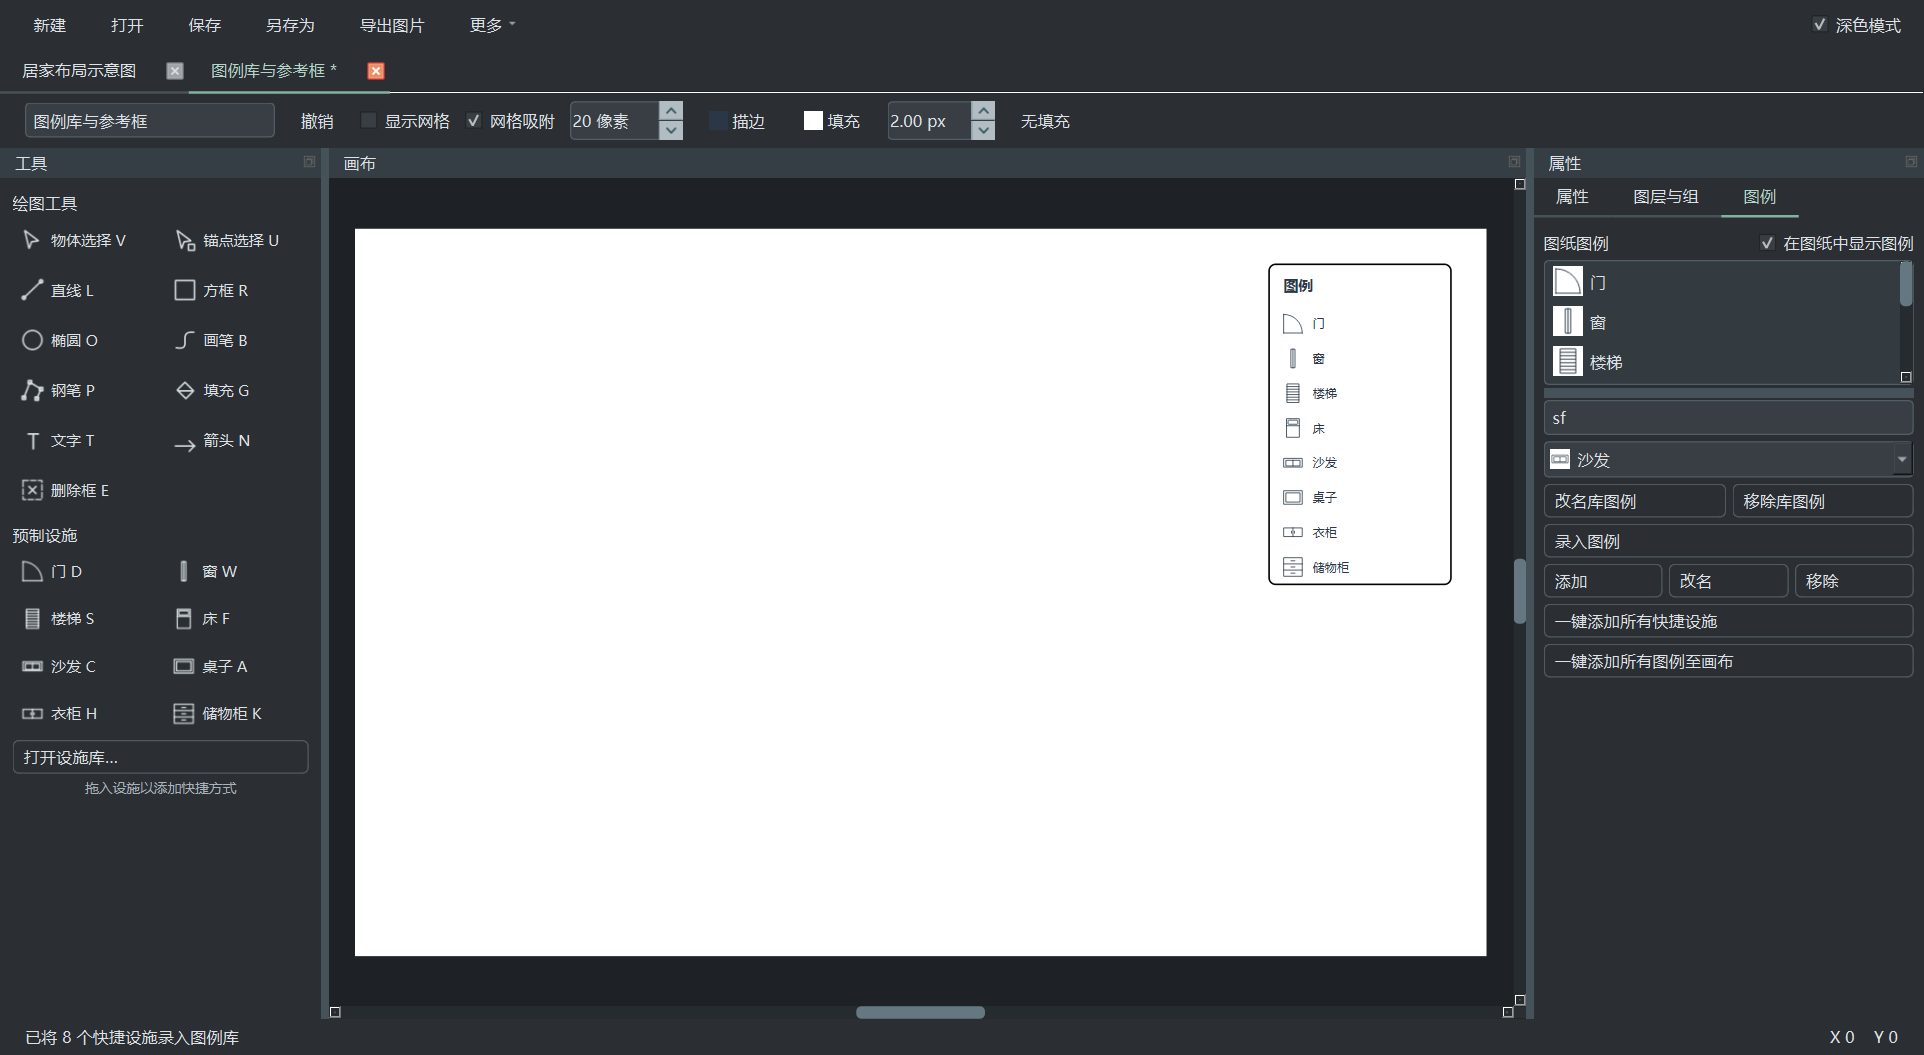 新建 打开 保存 另存为 导出图片 更多 深色模式
居家布局示意图 图例库与参考框 *
图例库与参考框 撤销 显示网格 网格吸附 20 像素 描边 填充 2.00 px 无填充
工具
绘图工具
物体选择 V 锚点选择 U
直线 L 方框 R
椭圆 O 画笔 B
钢笔 P 填充 G
文字 T 箭头 N
删除框 E
预制设施
门 D 窗 W
楼梯 S 床 F
沙发 C 桌子 A
衣柜 H 储物柜 K
打开设施库...
拖入设施以添加快捷方式
画布
图例
门
窗
楼梯
床
沙发
桌子
衣柜
储物柜
属性
属性 图层与组 图例
图纸图例 在图纸中显示图例
门
窗
楼梯
sf
沙发
改名库图例 移除库图例
录入图例
添加 改名 移除
一键添加所有快捷设施
一键添加所有图例至画布
已将 8 个快捷设施录入图例库 X 0 Y 0